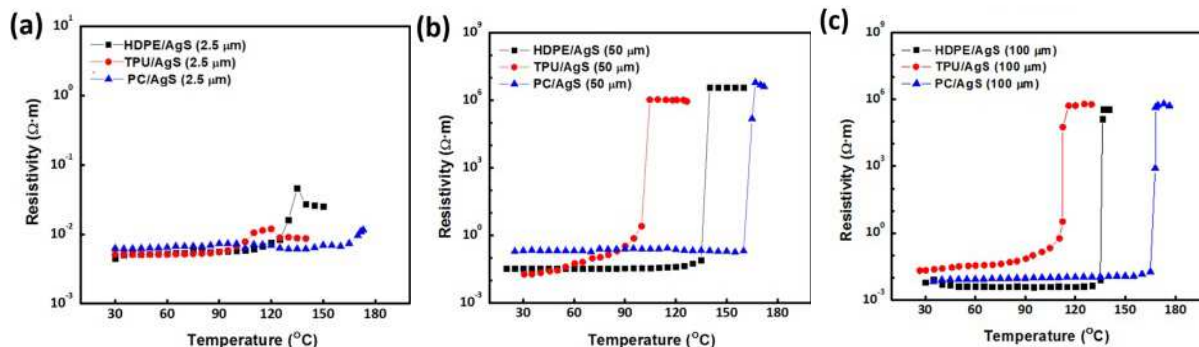 (a)
10¹
10⁰
10⁻¹
10⁻²
10⁻³
Resistivity (Ω·m)
HDPE/AgS (2.5 μm)
TPU/AgS (2.5 μm)
PC/AgS (2.5 μm)
30 60 90 120 150 180
Temperature (°C)
(b)
10⁹
10⁶
10³
10⁰
10⁻³
Resistivity (Ω·m)
HDPE/AgS (50 μm)
TPU/AgS (50 μm)
PC/AgS (50 μm)
30 60 90 120 150 180
Temperature (°C)
(c)
10⁹
10⁶
10³
10⁰
10⁻³
Resistivity (Ω·m)
HDPE/AgS (100 μm)
TPU/AgS (100 μm)
PC/AgS (100 μm)
30 60 90 120 150 180
Temperature (°C)